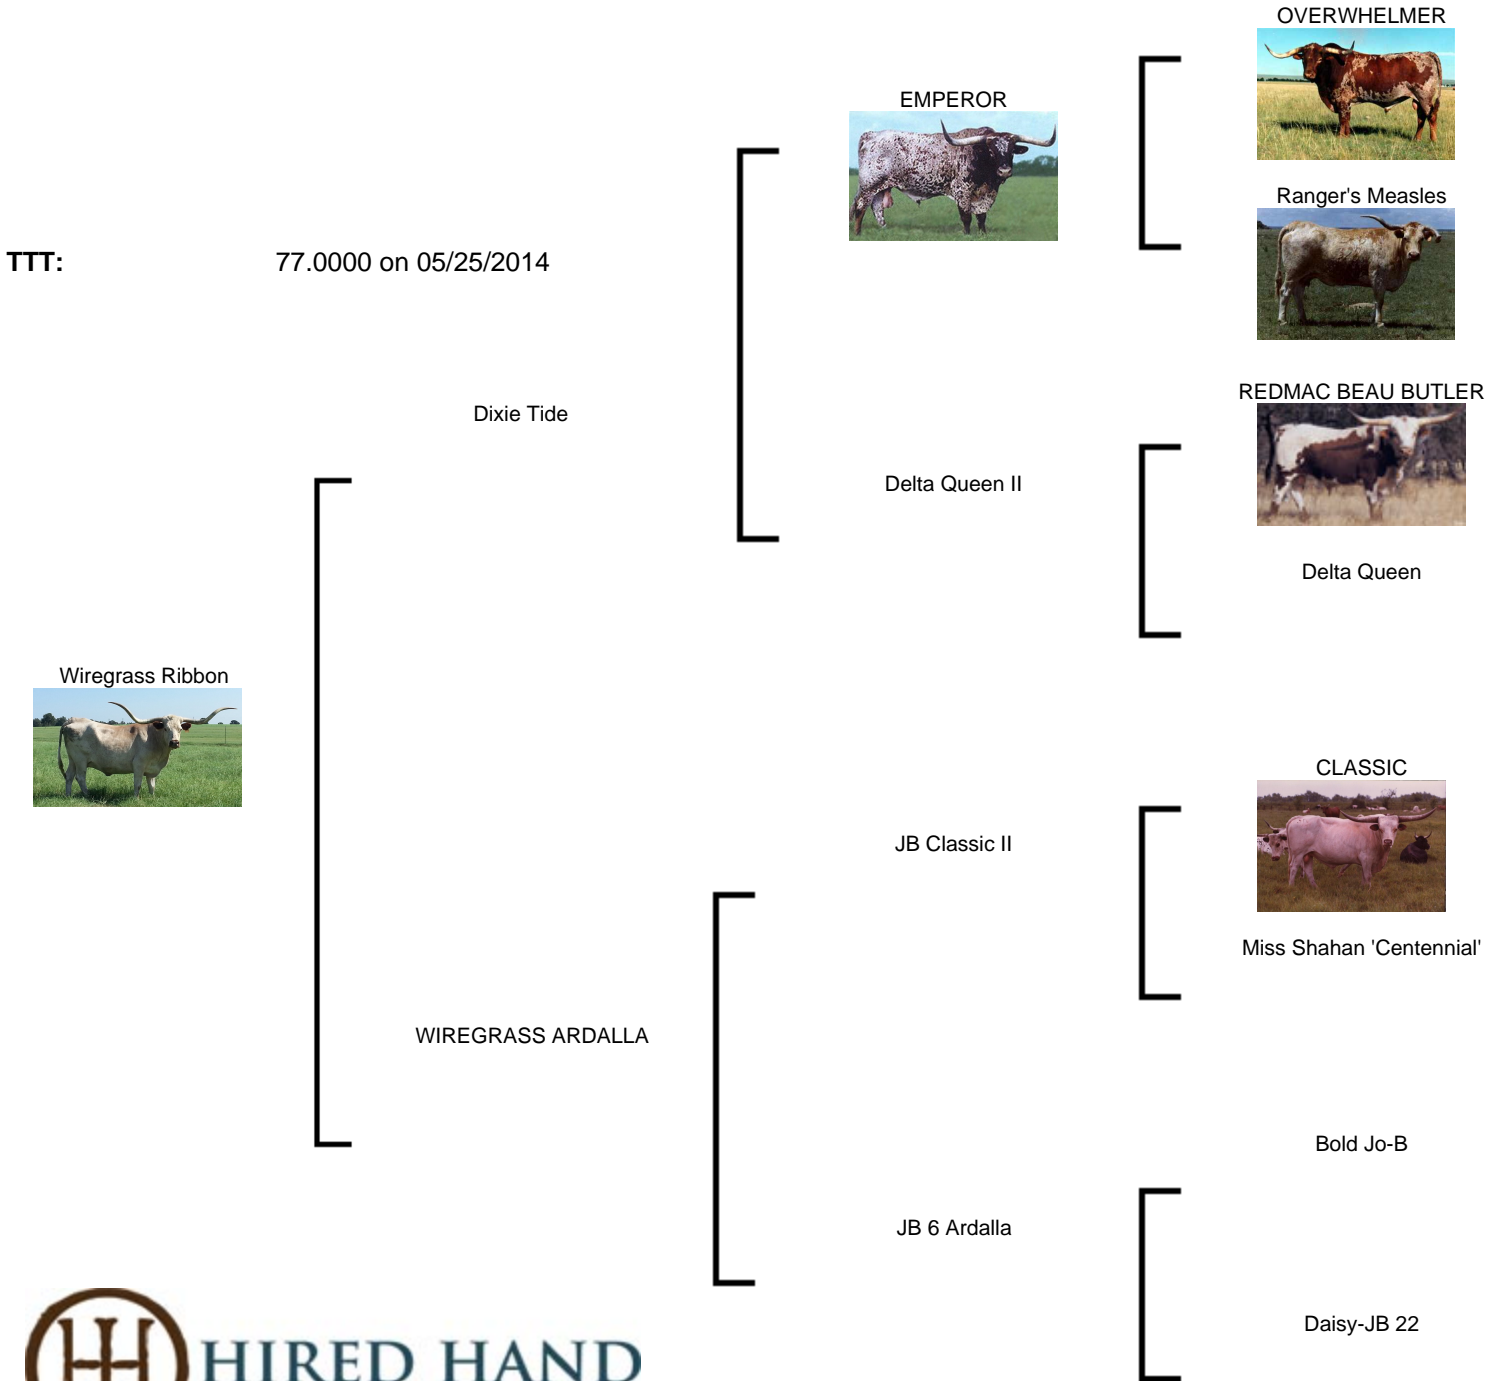 OVERWHELMER
EMPEROR
Ranger's Measles
TTT: 77.0000 on 05/25/2014
REDMAC BEAU BUTLER
Dixie Tide
Delta Queen II
Delta Queen
Wiregrass Ribbon
CLASSIC
JB Classic II
Miss Shahan 'Centennial'
WIREGRASS ARDALLA
Bold Jo-B
JB 6 Ardalla
Daisy-JB 22
HIRED HAND